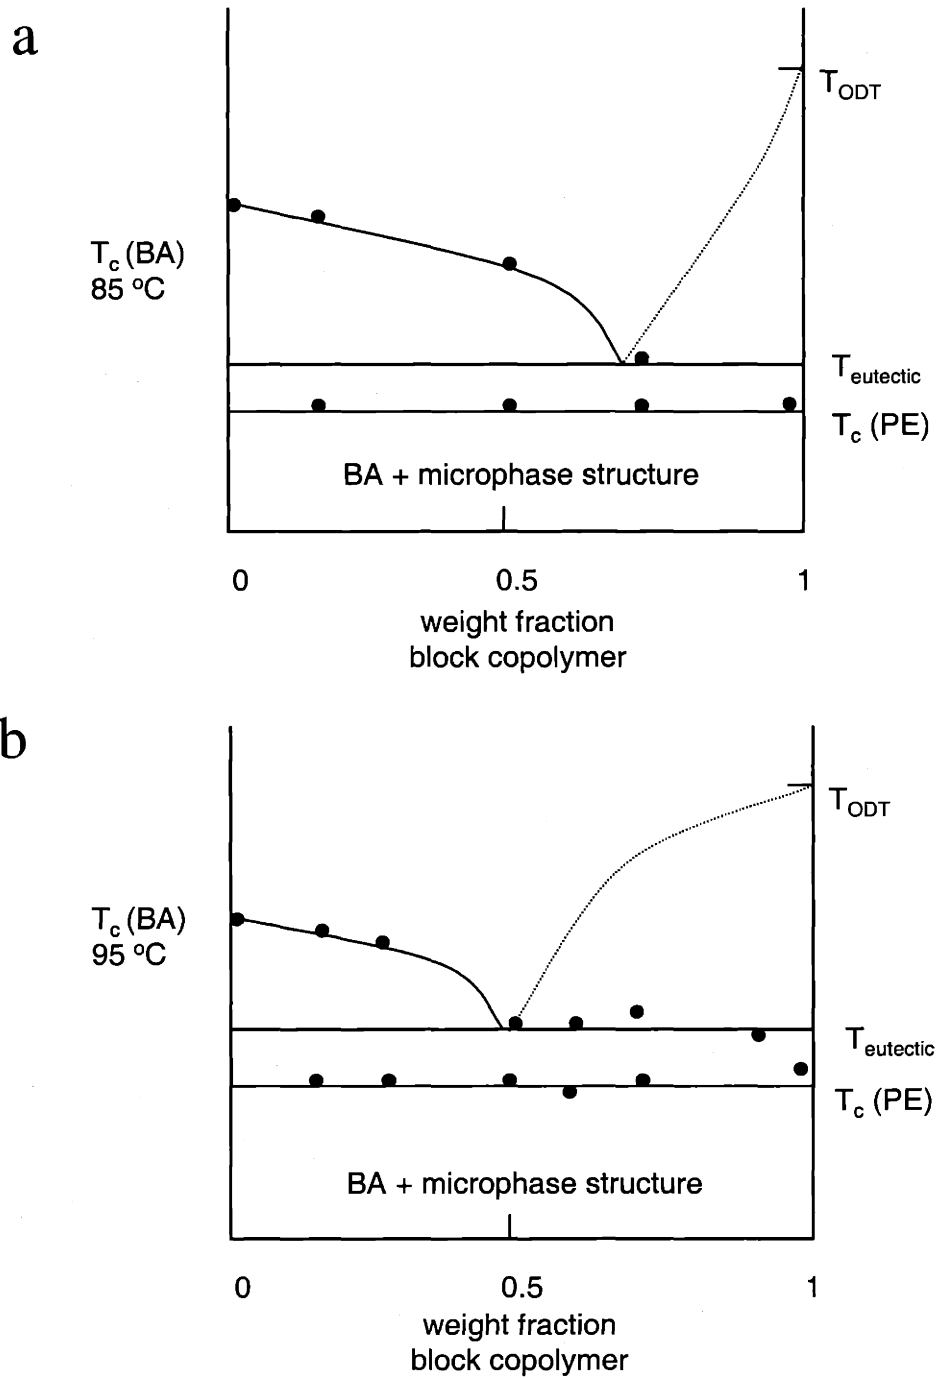 a
T_ODT
T_c (BA)
85 °C
T_eutectic
T_c (PE)
BA + microphase structure
0 0.5 1
weight fraction
block copolymer
b
T_ODT
T_c (BA)
95 °C
T_eutectic
T_c (PE)
BA + microphase structure
0 0.5 1
weight fraction
block copolymer